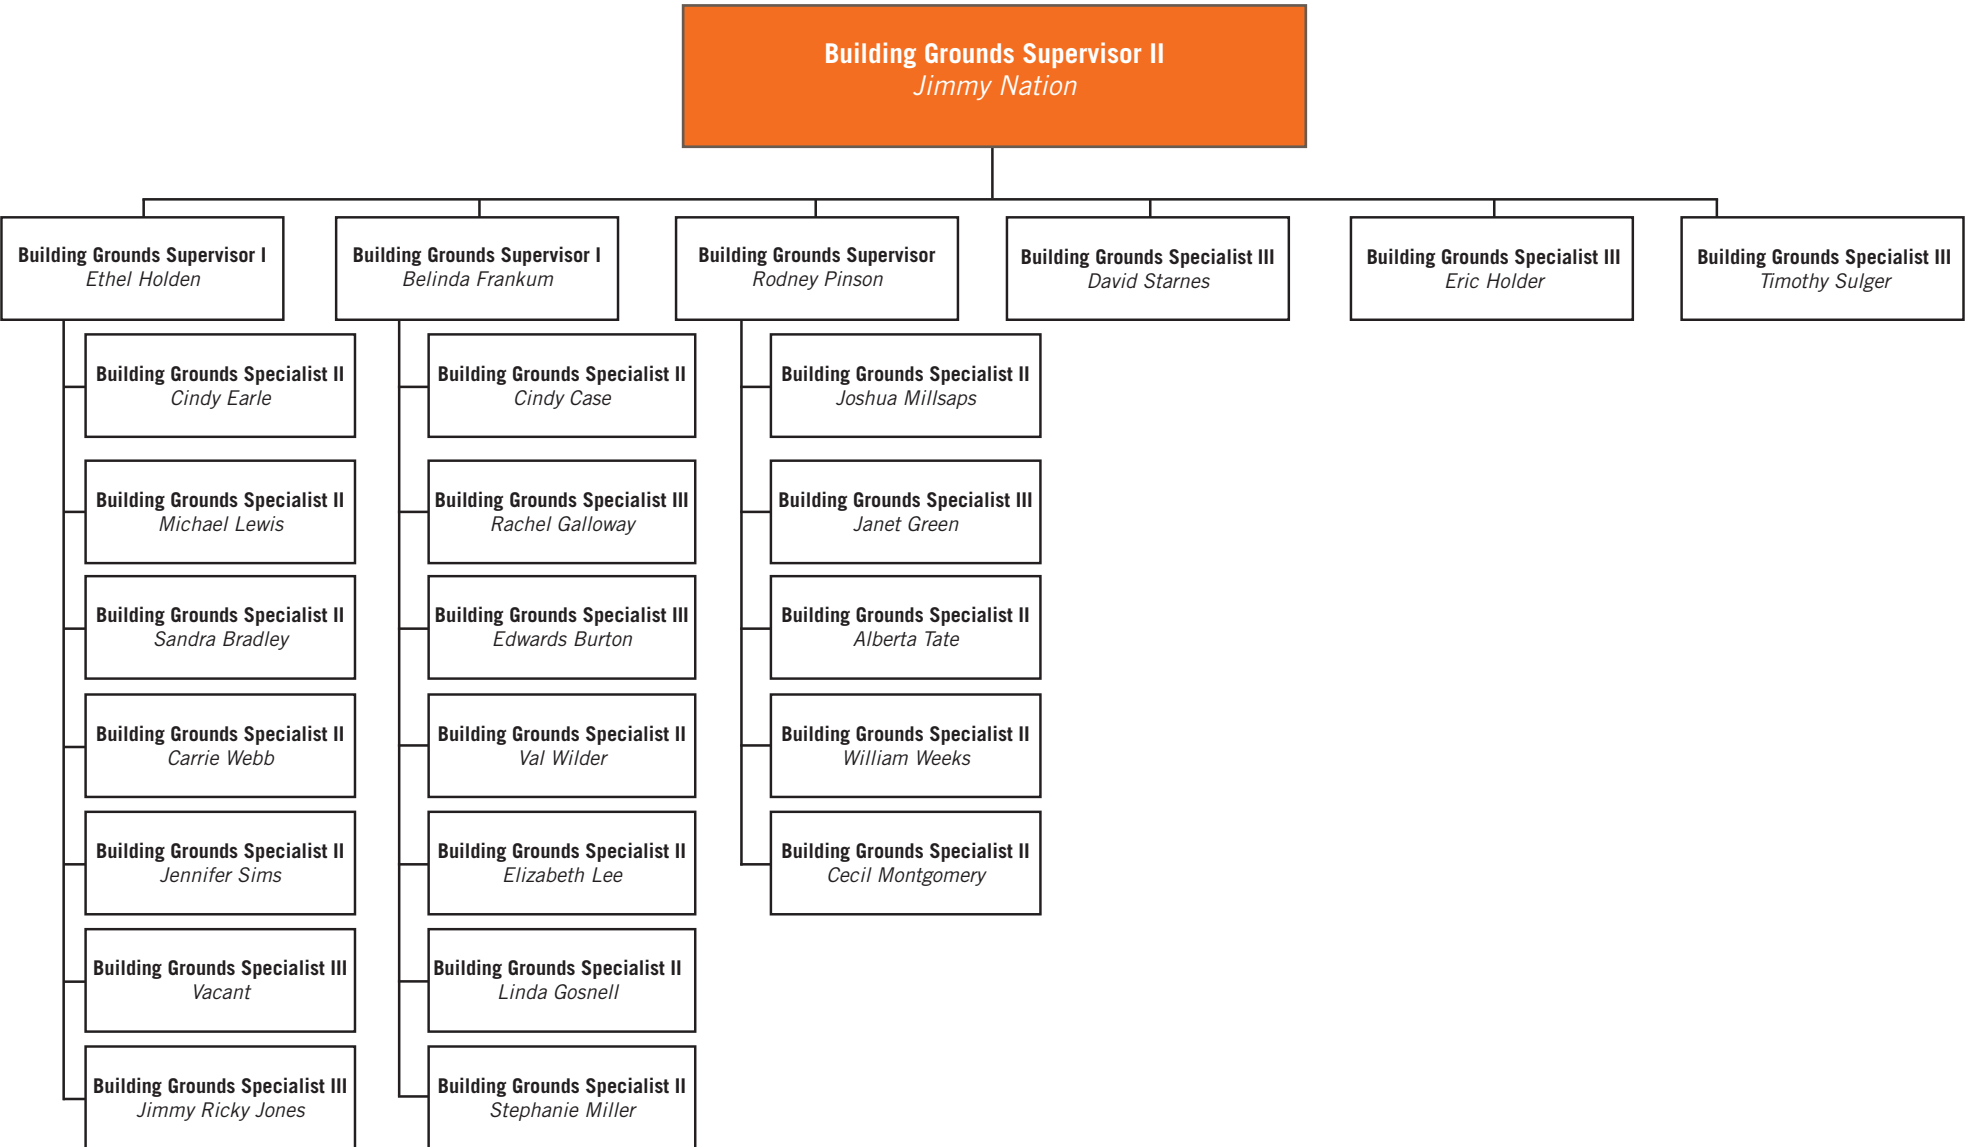 Building Grounds Supervisor II
Jimmy Nation
Building Grounds Supervisor I
Ethel Holden
Building Grounds Supervisor I
Belinda Frankum
Building Grounds Supervisor
Rodney Pinson
Building Grounds Specialist III
David Starnes
Building Grounds Specialist III
Eric Holder
Building Grounds Specialist III
Timothy Sulger
Building Grounds Specialist II
Cindy Earle
Building Grounds Specialist II
Michael Lewis
Building Grounds Specialist II
Sandra Bradley
Building Grounds Specialist II
Carrie Webb
Building Grounds Specialist II
Jennifer Sims
Building Grounds Specialist III
Vacant
Building Grounds Specialist III
Jimmy Ricky Jones
Building Grounds Specialist II
Cindy Case
Building Grounds Specialist III
Rachel Galloway
Building Grounds Specialist III
Edwards Burton
Building Grounds Specialist II
Val Wilder
Building Grounds Specialist II
Elizabeth Lee
Building Grounds Specialist II
Linda Gosnell
Building Grounds Specialist II
Stephanie Miller
Building Grounds Specialist II
Joshua Millsaps
Building Grounds Specialist III
Janet Green
Building Grounds Specialist II
Alberta Tate
Building Grounds Specialist II
William Weeks
Building Grounds Specialist II
Cecil Montgomery